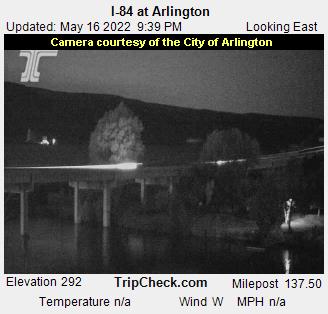 I-84 at Arlington
Updated: May 16 2022 9:39 PM Looking East
Camera courtesy of the City of Arlington
Elevation 292 TripCheck.com Milepost 137.50
Temperature n/a Wind W MPH n/a